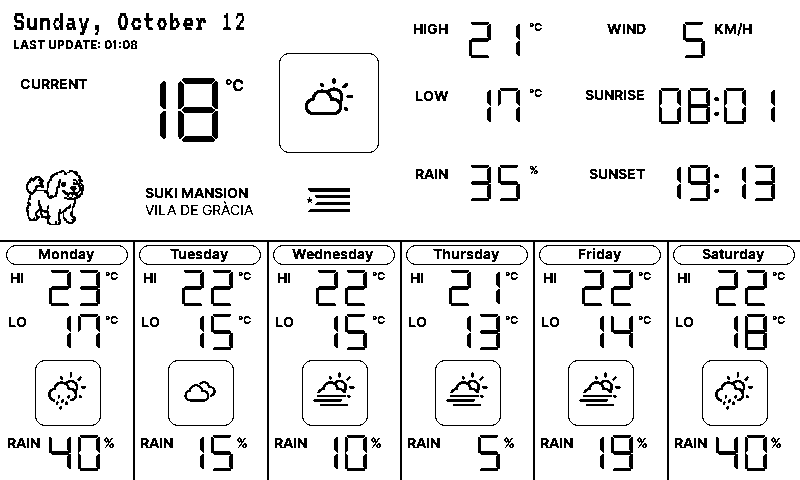 Sunday, October 12
LAST UPDATE: 01:08
CURRENT 18 °C
HIGH 21 °C
WIND 5 KM/H
LOW 17 °C
SUNRISE 08:01
RAIN 35 %
SUNSET 19:13
SUKI MANSION
VILA DE GRÀCIA
Monday
HI 23 °C
LO 17 °C
RAIN 40 %
Tuesday
HI 22 °C
LO 15 °C
RAIN 15 %
Wednesday
HI 22 °C
LO 15 °C
RAIN 10 %
Thursday
HI 21 °C
LO 13 °C
RAIN 5 %
Friday
HI 22 °C
LO 14 °C
RAIN 19 %
Saturday
HI 22 °C
LO 18 °C
RAIN 40 %